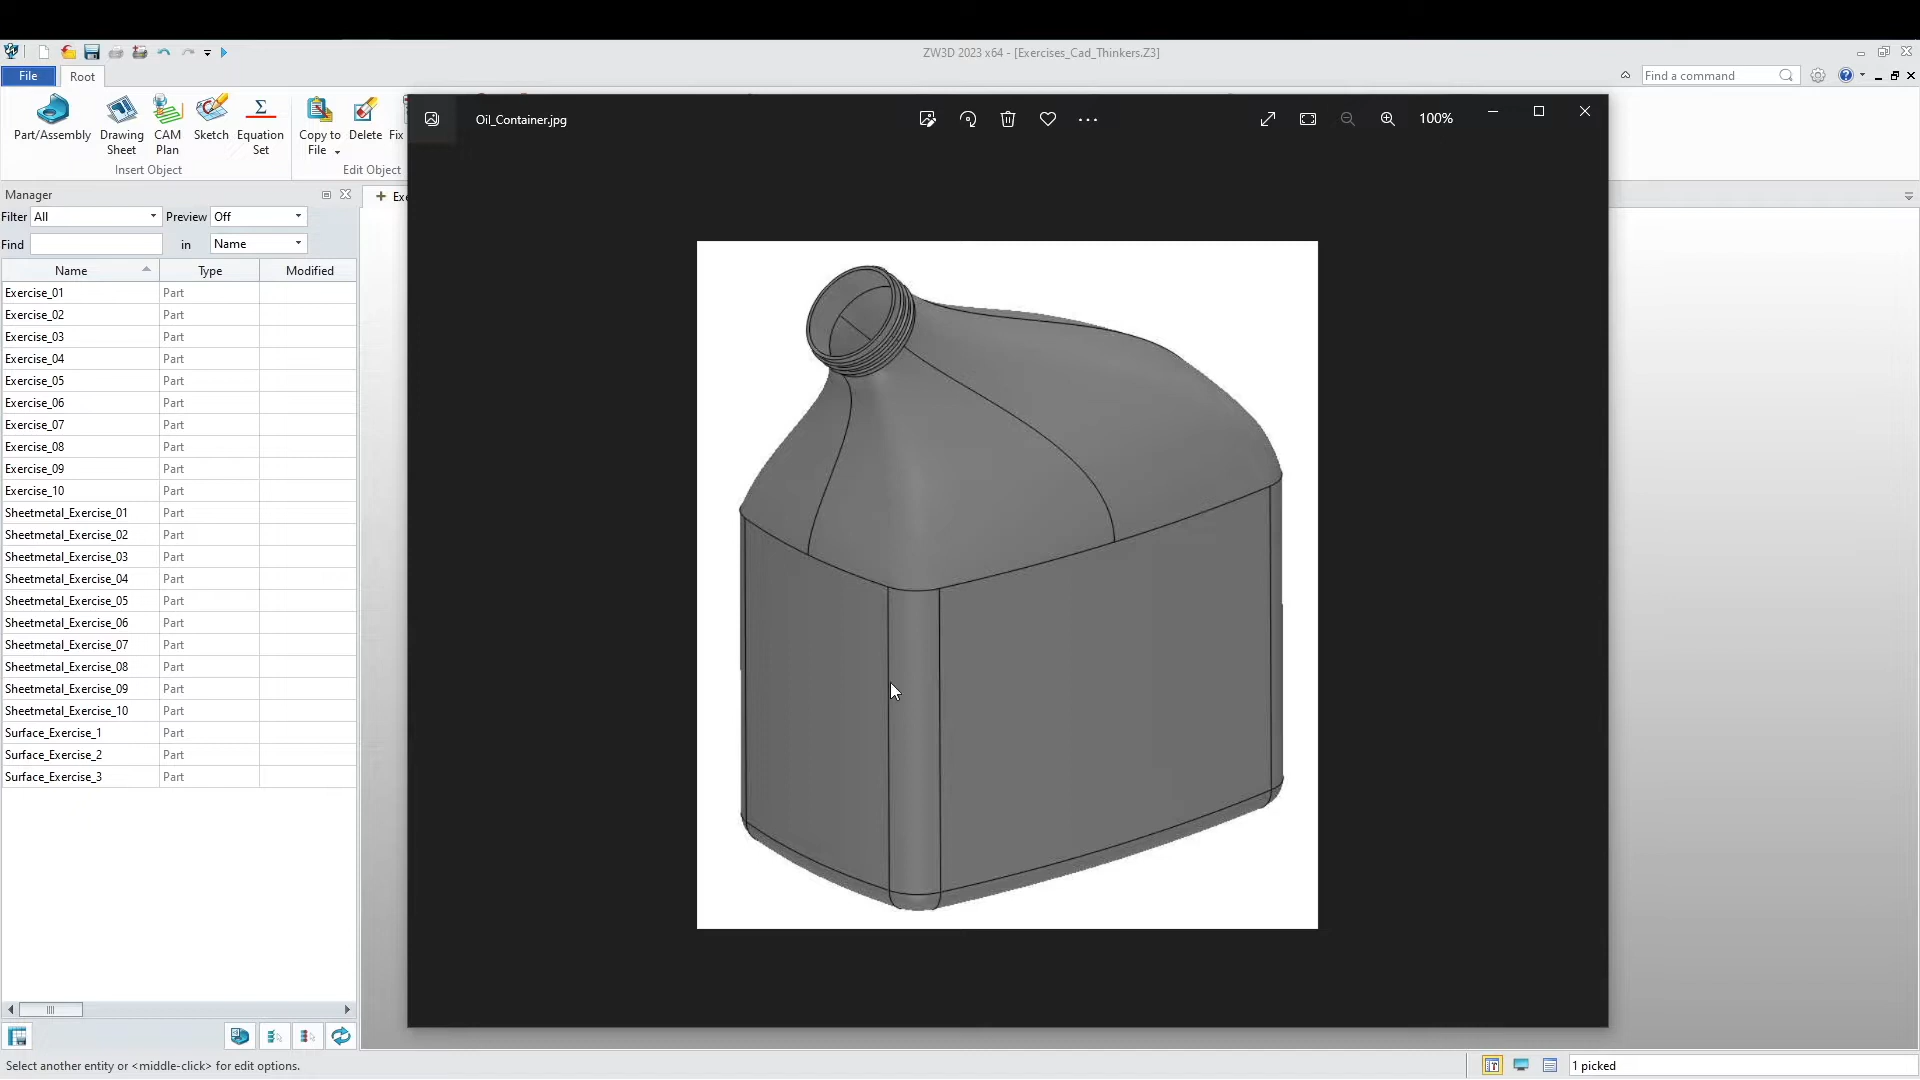 ZW3D 2023 x64 - [Exercises_Cad_Thinkers.Z3]
File Root Find a command
Part/Assembly Drawing Sheet CAM Plan Sketch Equation Set Copy to File Delete Fix
Insert Object Edit Object
Oil_Container.jpg 100%
Manager
Filter All Preview Off
Find in Name
Name Type Modified
Exercise_01 Part
Exercise_02 Part
Exercise_03 Part
Exercise_04 Part
Exercise_05 Part
Exercise_06 Part
Exercise_07 Part
Exercise_08 Part
Exercise_09 Part
Exercise_10 Part
Sheetmetal_Exercise_01 Part
Sheetmetal_Exercise_02 Part
Sheetmetal_Exercise_03 Part
Sheetmetal_Exercise_04 Part
Sheetmetal_Exercise_05 Part
Sheetmetal_Exercise_06 Part
Sheetmetal_Exercise_07 Part
Sheetmetal_Exercise_08 Part
Sheetmetal_Exercise_09 Part
Sheetmetal_Exercise_10 Part
Surface_Exercise_1 Part
Surface_Exercise_2 Part
Surface_Exercise_3 Part
Select another entity or <middle-click> for edit options.
1 picked